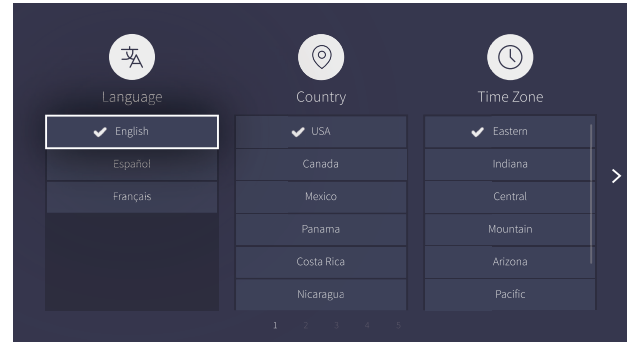 Language
English
Español
Français
Country
USA
Canada
Mexico
Panama
Costa Rica
Nicaragua
Time Zone
Eastern
Indiana
Central
Mountain
Arizona
Pacific
1 2 3 4 5